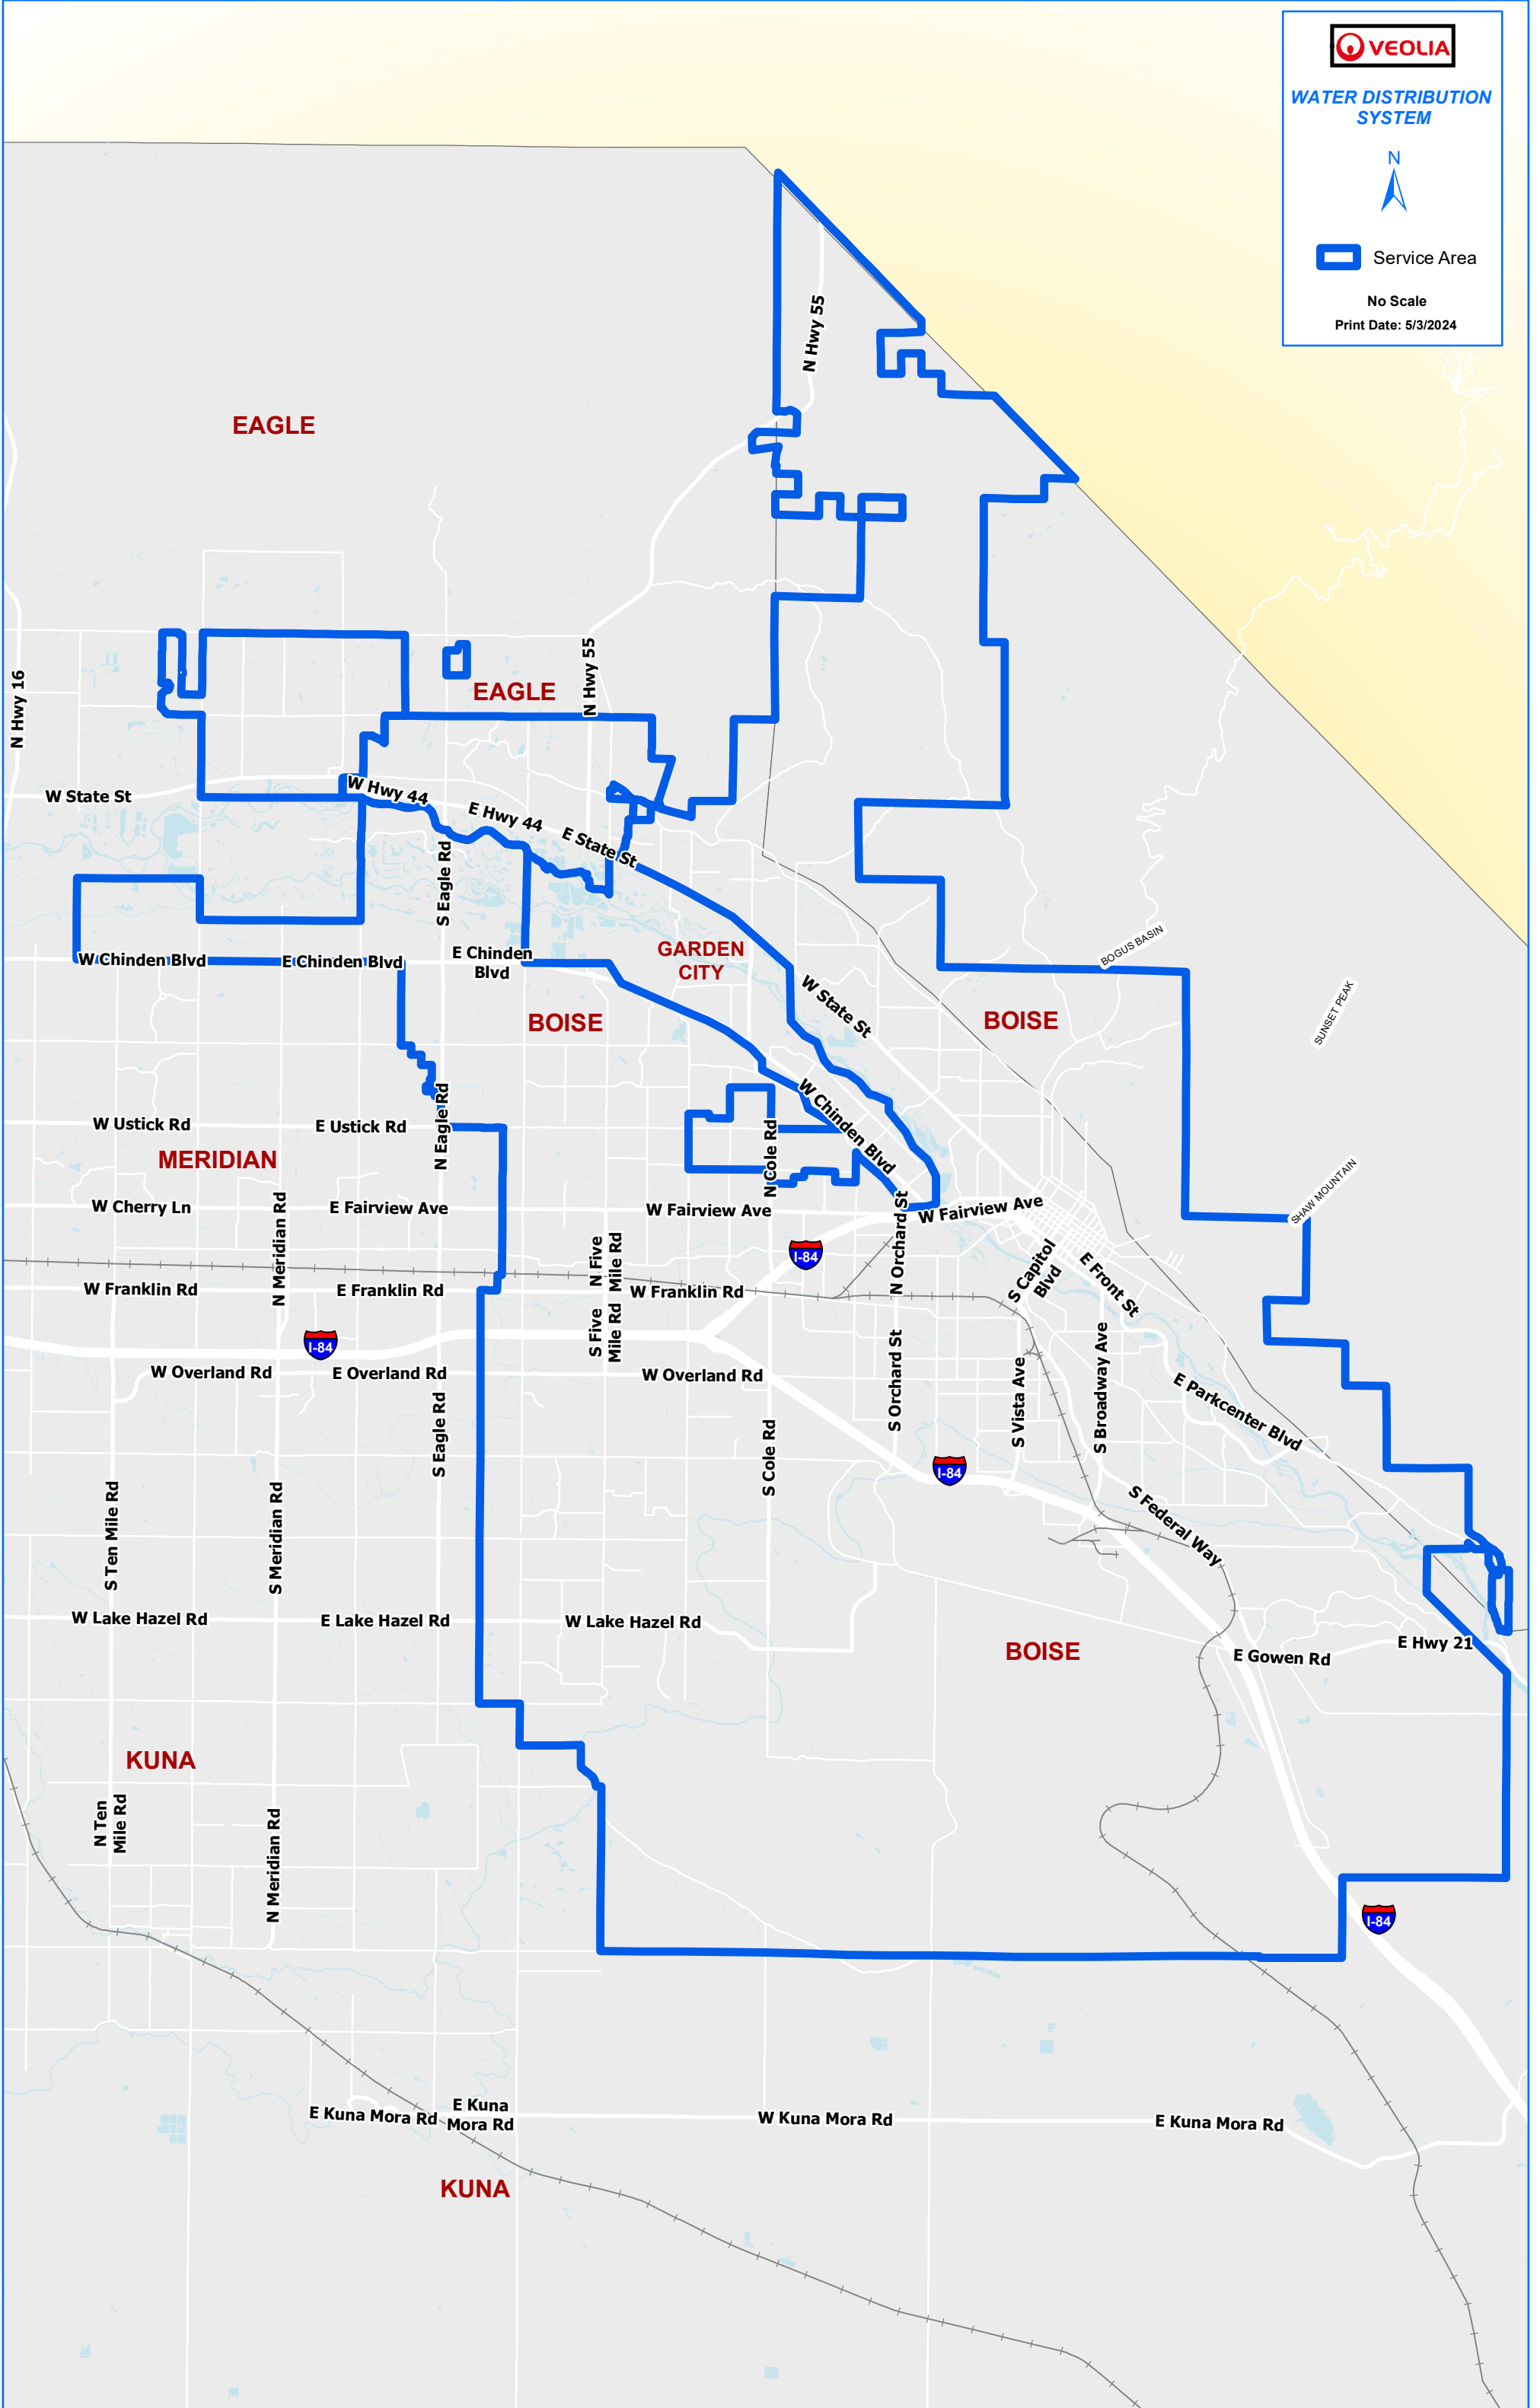 VEOLIA
WATER DISTRIBUTION
SYSTEM
N
Service Area
No Scale
Print Date: 5/3/2024
N Hwy 55
EAGLE
N Hwy 16
EAGLE
N Hwy 55
W State St
W Hwy 44
E Hwy 44
E State St
S Eagle Rd
W Chinden Blvd
E Chinden Blvd
E Chinden
Blvd
GARDEN
CITY
W State St
BOGUS BASIN
SUNSET PEAK
BOISE
BOISE
W Chinden Blvd
W Ustick Rd
E Ustick Rd
N Eagle Rd
MERIDIAN
N Cole Rd
SHAW MOUNTAIN
W Cherry Ln
N Meridian Rd
E Fairview Ave
W Fairview Ave
N Orchard St
W Fairview Ave
I-84
N Five
Mile Rd
S Capitol
Blvd
E Front St
W Franklin Rd
E Franklin Rd
W Franklin Rd
S Five
Mile Rd
I-84
W Overland Rd
E Overland Rd
W Overland Rd
S Orchard St
S Vista Ave
S Broadway Ave
E Parkcenter Blvd
S Eagle Rd
S Cole Rd
I-84
S Ten Mile Rd
S Meridian Rd
S Federal Way
W Lake Hazel Rd
E Lake Hazel Rd
W Lake Hazel Rd
BOISE
E Gowen Rd
E Hwy 21
KUNA
N Ten
Mile Rd
N Meridian Rd
I-84
E Kuna Mora Rd
E Kuna
Mora Rd
W Kuna Mora Rd
E Kuna Mora Rd
KUNA